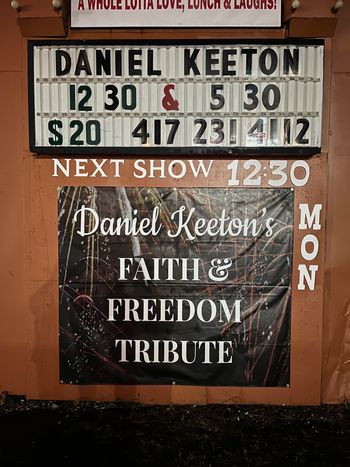 A WHOLE LOTTA LOVE, LUNCH & LAUGHS!
DANIEL KEETON
12 30 & 5 30
$20 417 231 4112
NEXT SHOW 12:30
MON
Daniel Keeton's
FAITH &
FREEDOM
TRIBUTE